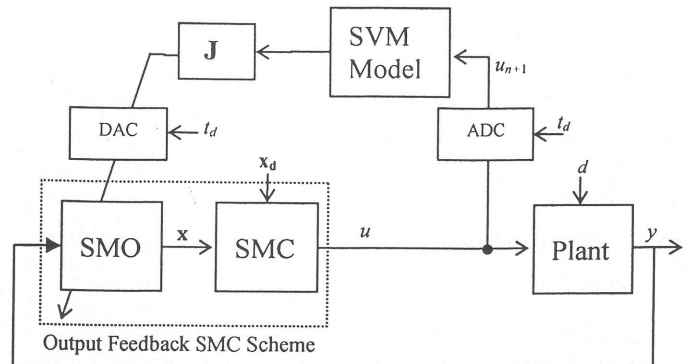 J
SVM
Model
u_{n+1}
DAC
t_d
ADC
t_d
x_d
d
SMO
x
SMC
u
Plant
y
Output Feedback SMC Scheme